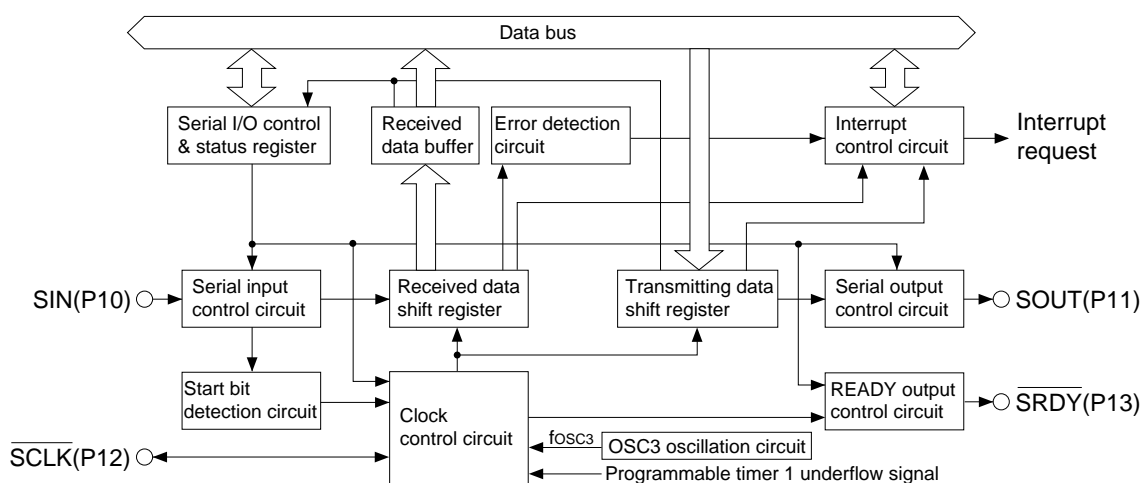 Data bus
Serial I/O control
& status register
Received
data buffer
Error detection
circuit
Interrupt
control circuit
Interrupt
request
SIN(P10)
Serial input
control circuit
Received data
shift register
Transmitting data
shift register
Serial output
control circuit
SOUT(P11)
Start bit
detection circuit
Clock
control circuit
READY output
control circuit
SRDY(P13)
SCLK(P12)
fOSC3
OSC3 oscillation circuit
Programmable timer 1 underflow signal